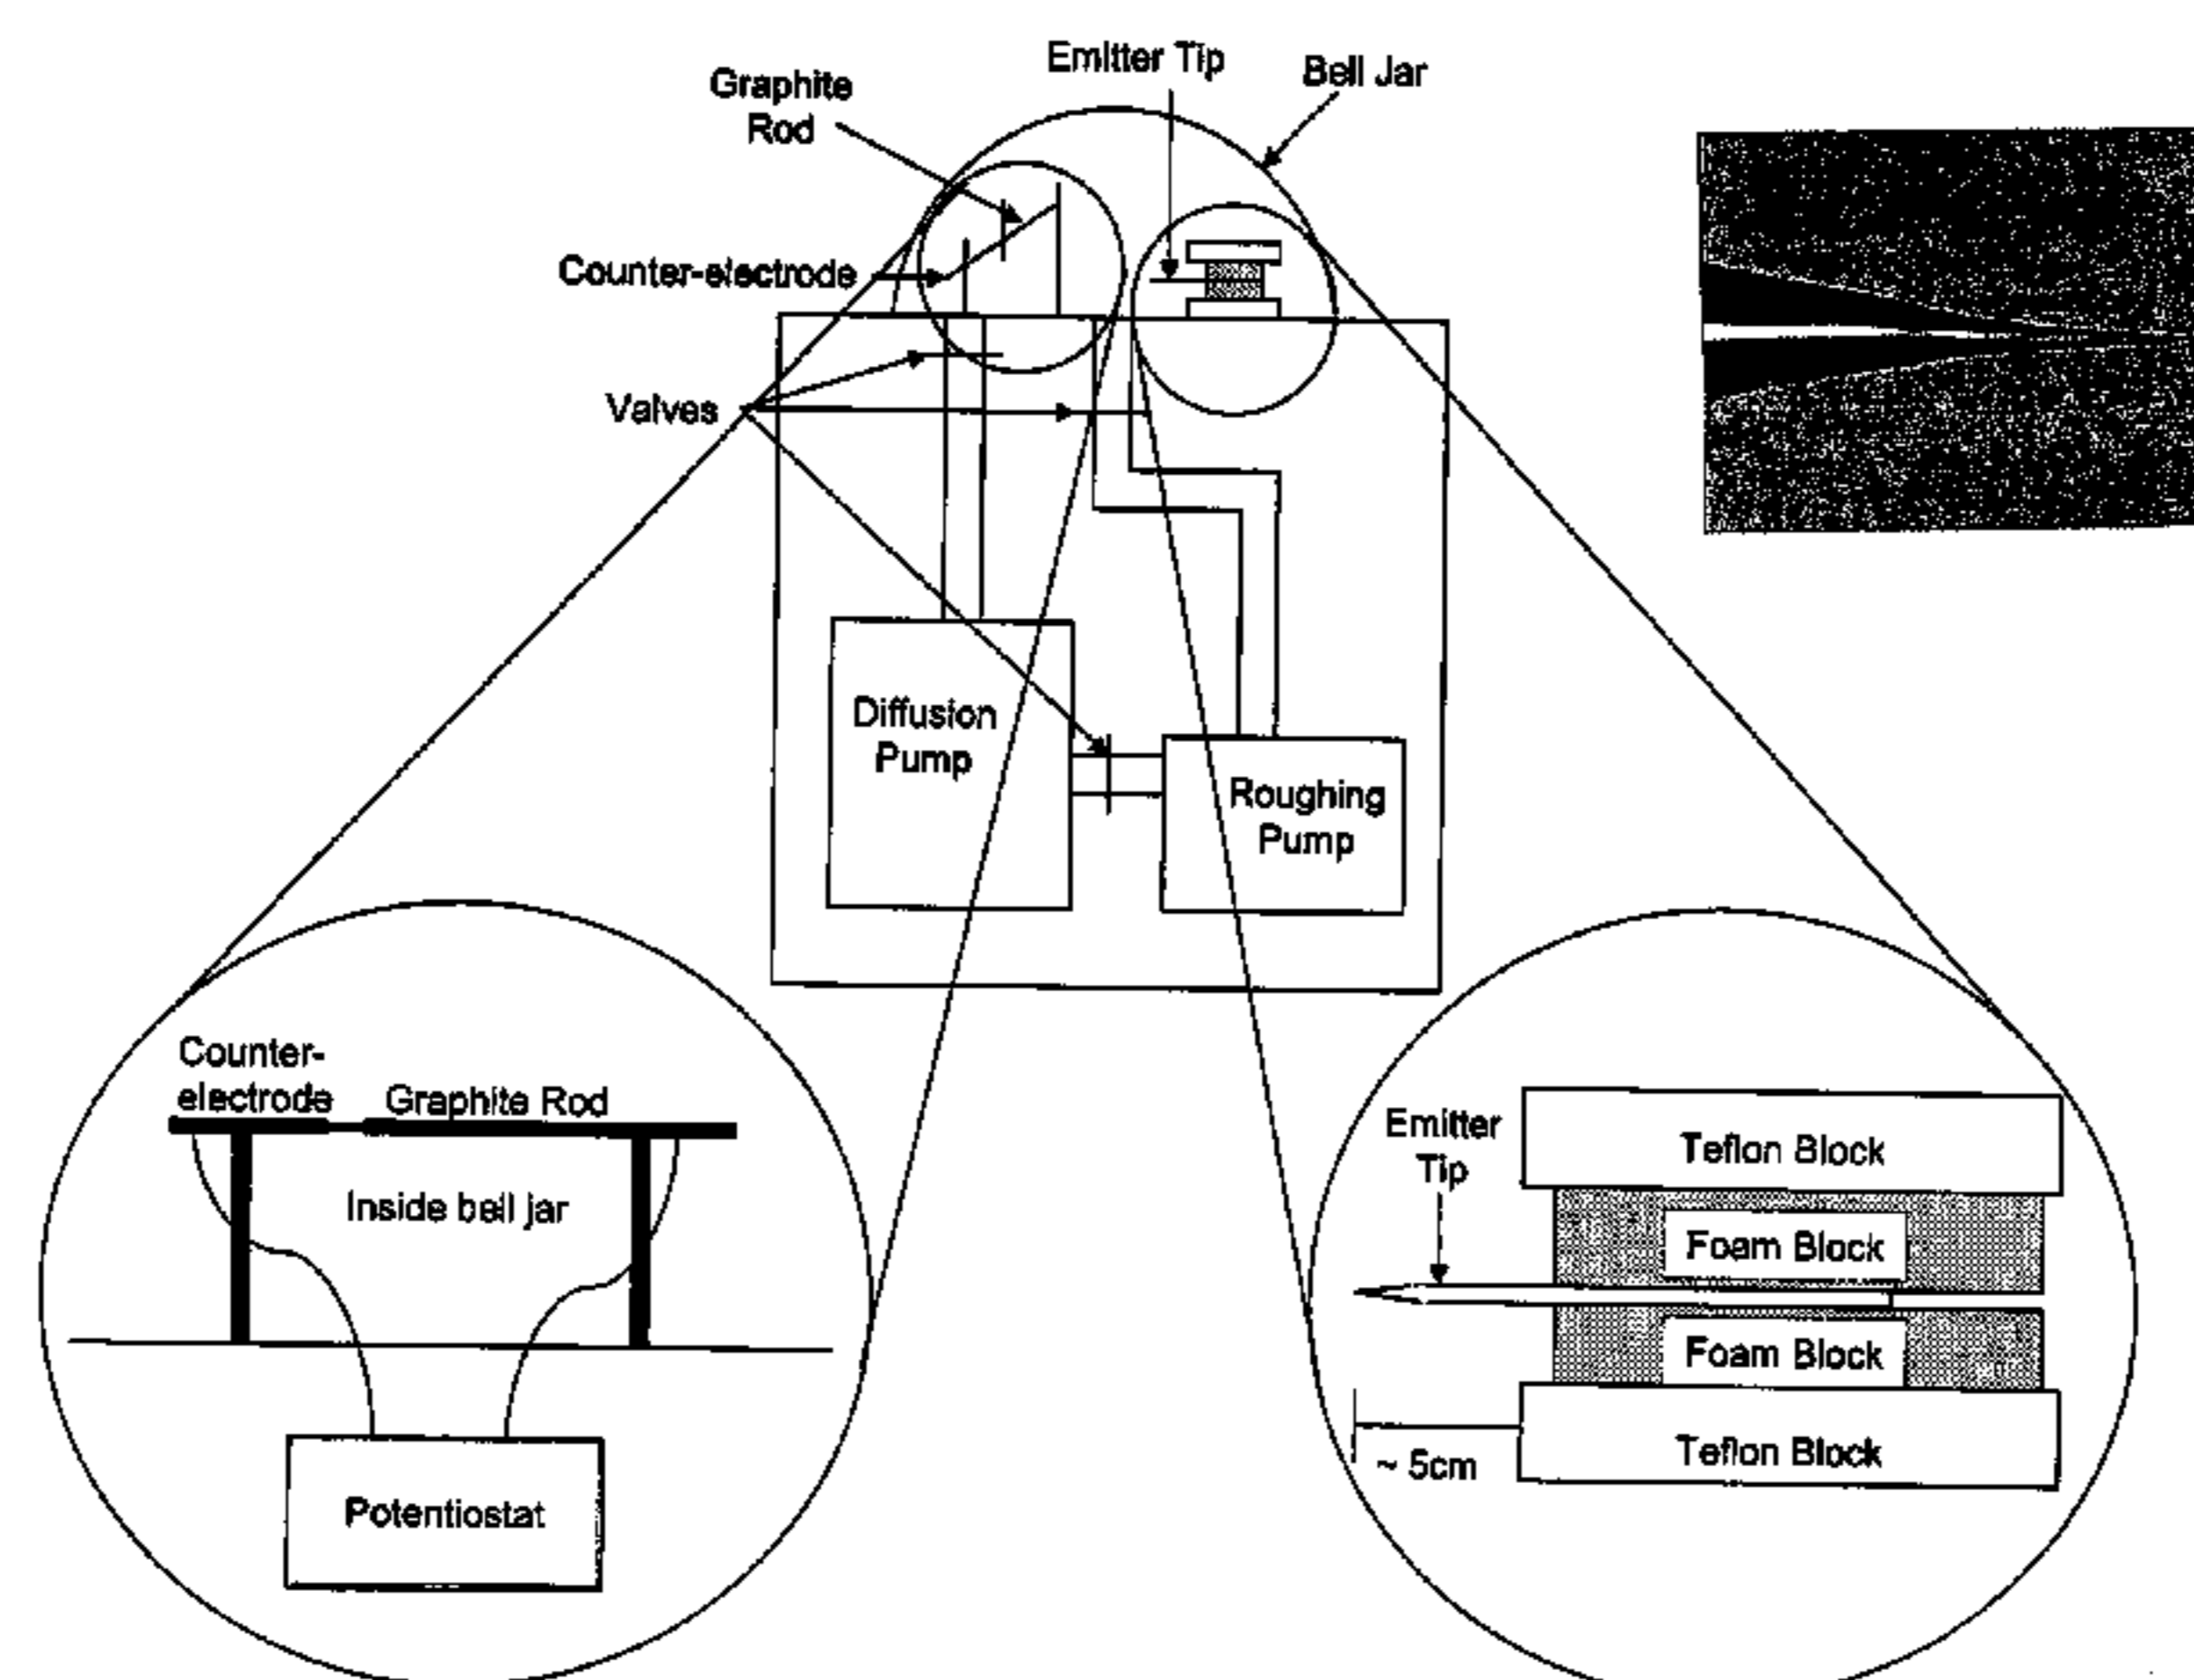 Emitter Tip
Bell Jar
Graphite
Rod
Counter-electrode
Valves
Diffusion
Pump
Roughing
Pump
Counter-
electrode
Graphite Rod
Inside bell jar
Potentiostat
Emitter
Tip
Teflon Block
Foam Block
Foam Block
Teflon Block
~ 5cm